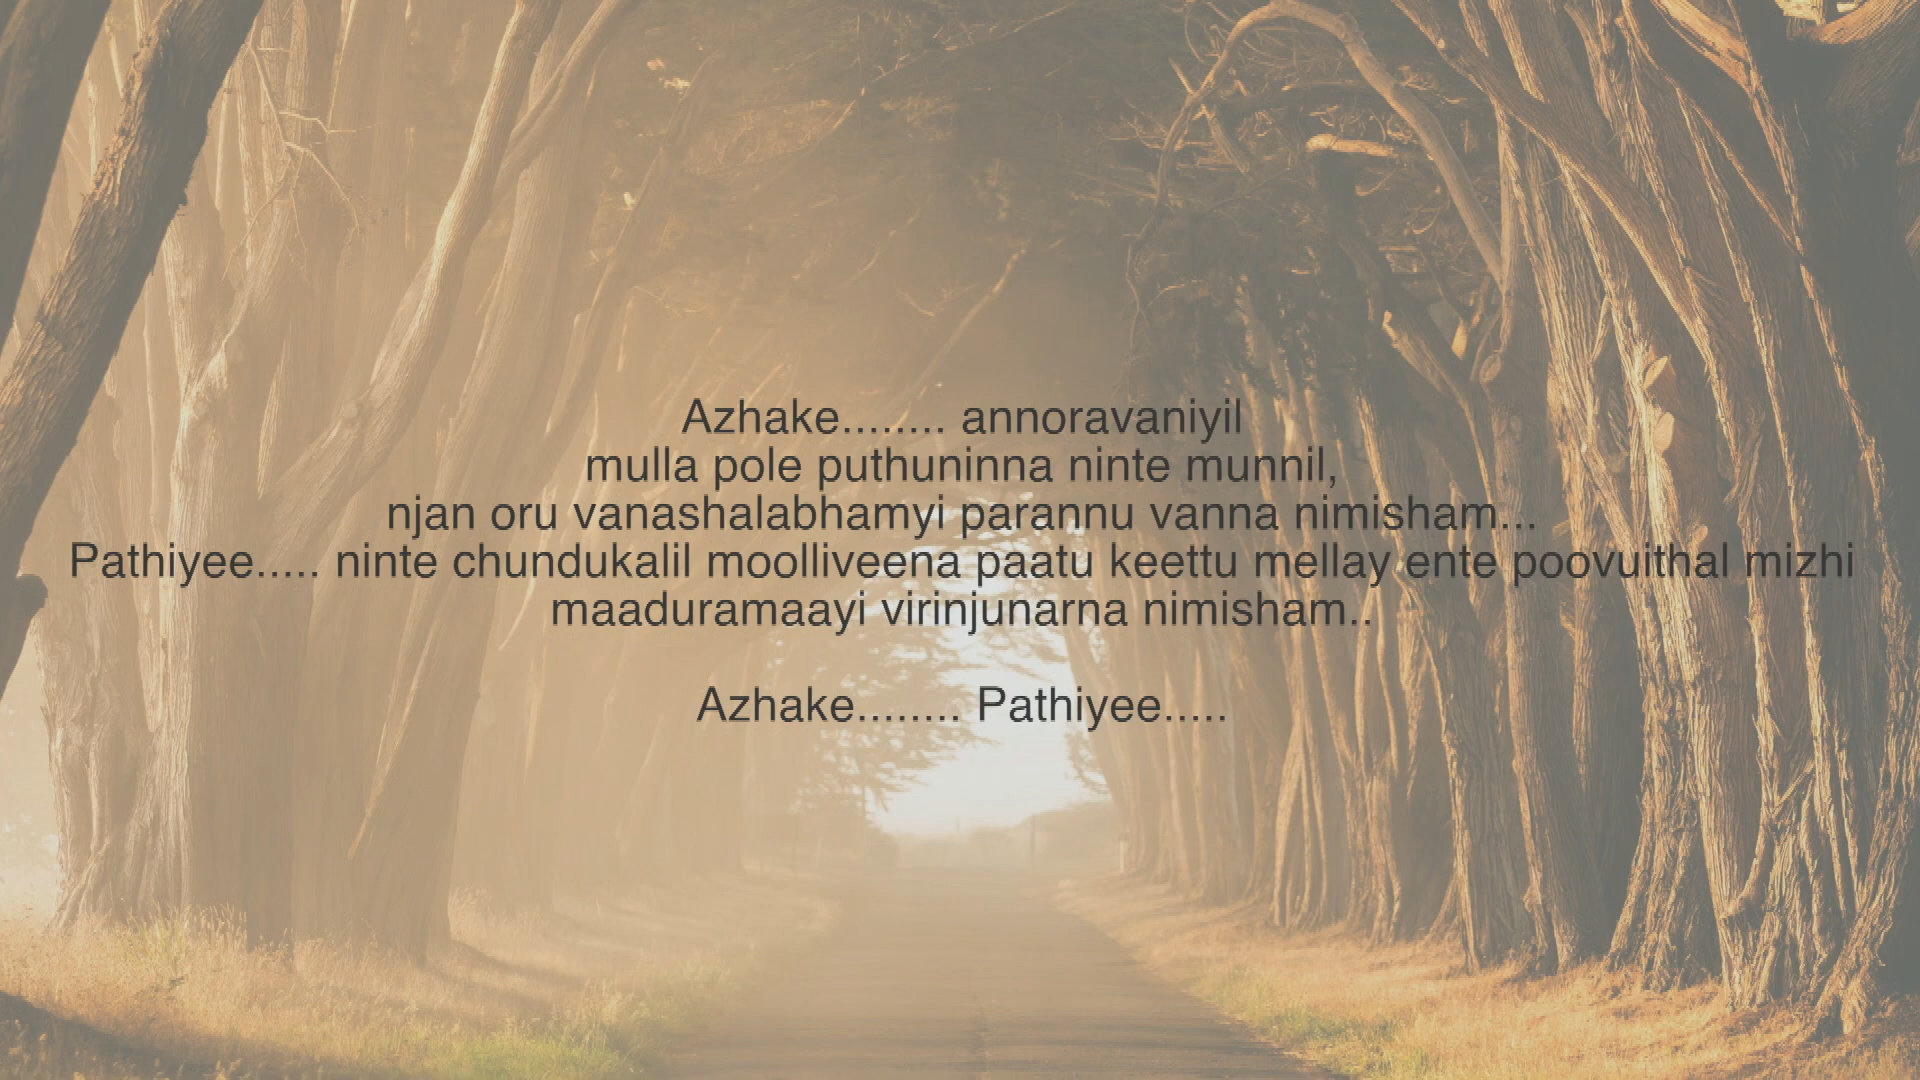 Azhake........ annoravaniyil
mulla pole puthuninna ninte munnil,
njan oru vanashalabhamyi parannu vanna nimisham...
Pathiyee..... ninte chundukalil moolliveena paatu keettu mellay ente poovuithal mizhi
maaduramaayi virinjunarna nimisham..
Azhake........ Pathiyee.....